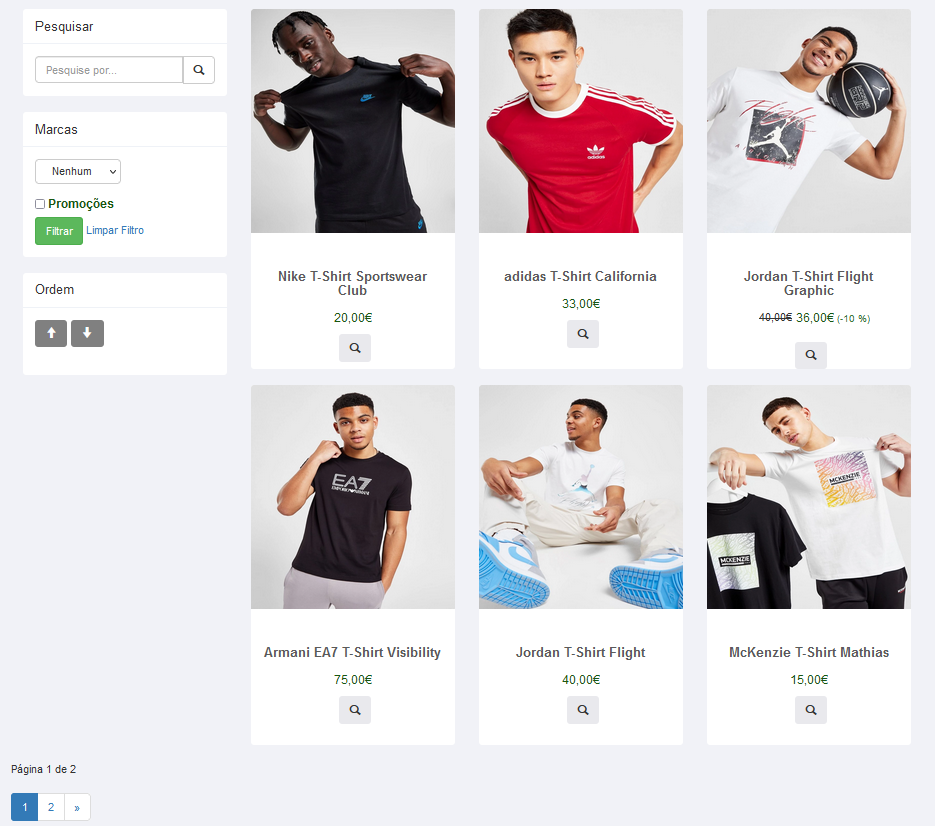 Pesquisar
Pesquise por...
Marcas
Nenhum
Promoções
Filtrar Limpar Filtro
Ordem
Nike T-Shirt Sportswear
Club
20,00€
adidas
adidas T-Shirt California
33,00€
Flight
Jordan T-Shirt Flight
Graphic
40,00€ 36,00€ (-10 %)
EA7
EMPORIO ARMANI
Armani EA7 T-Shirt Visibility
75,00€
Jordan T-Shirt Flight
40,00€
MCKENZIE
MCKENZIE
McKenzie T-Shirt Mathias
15,00€
Página 1 de 2
1 2 »